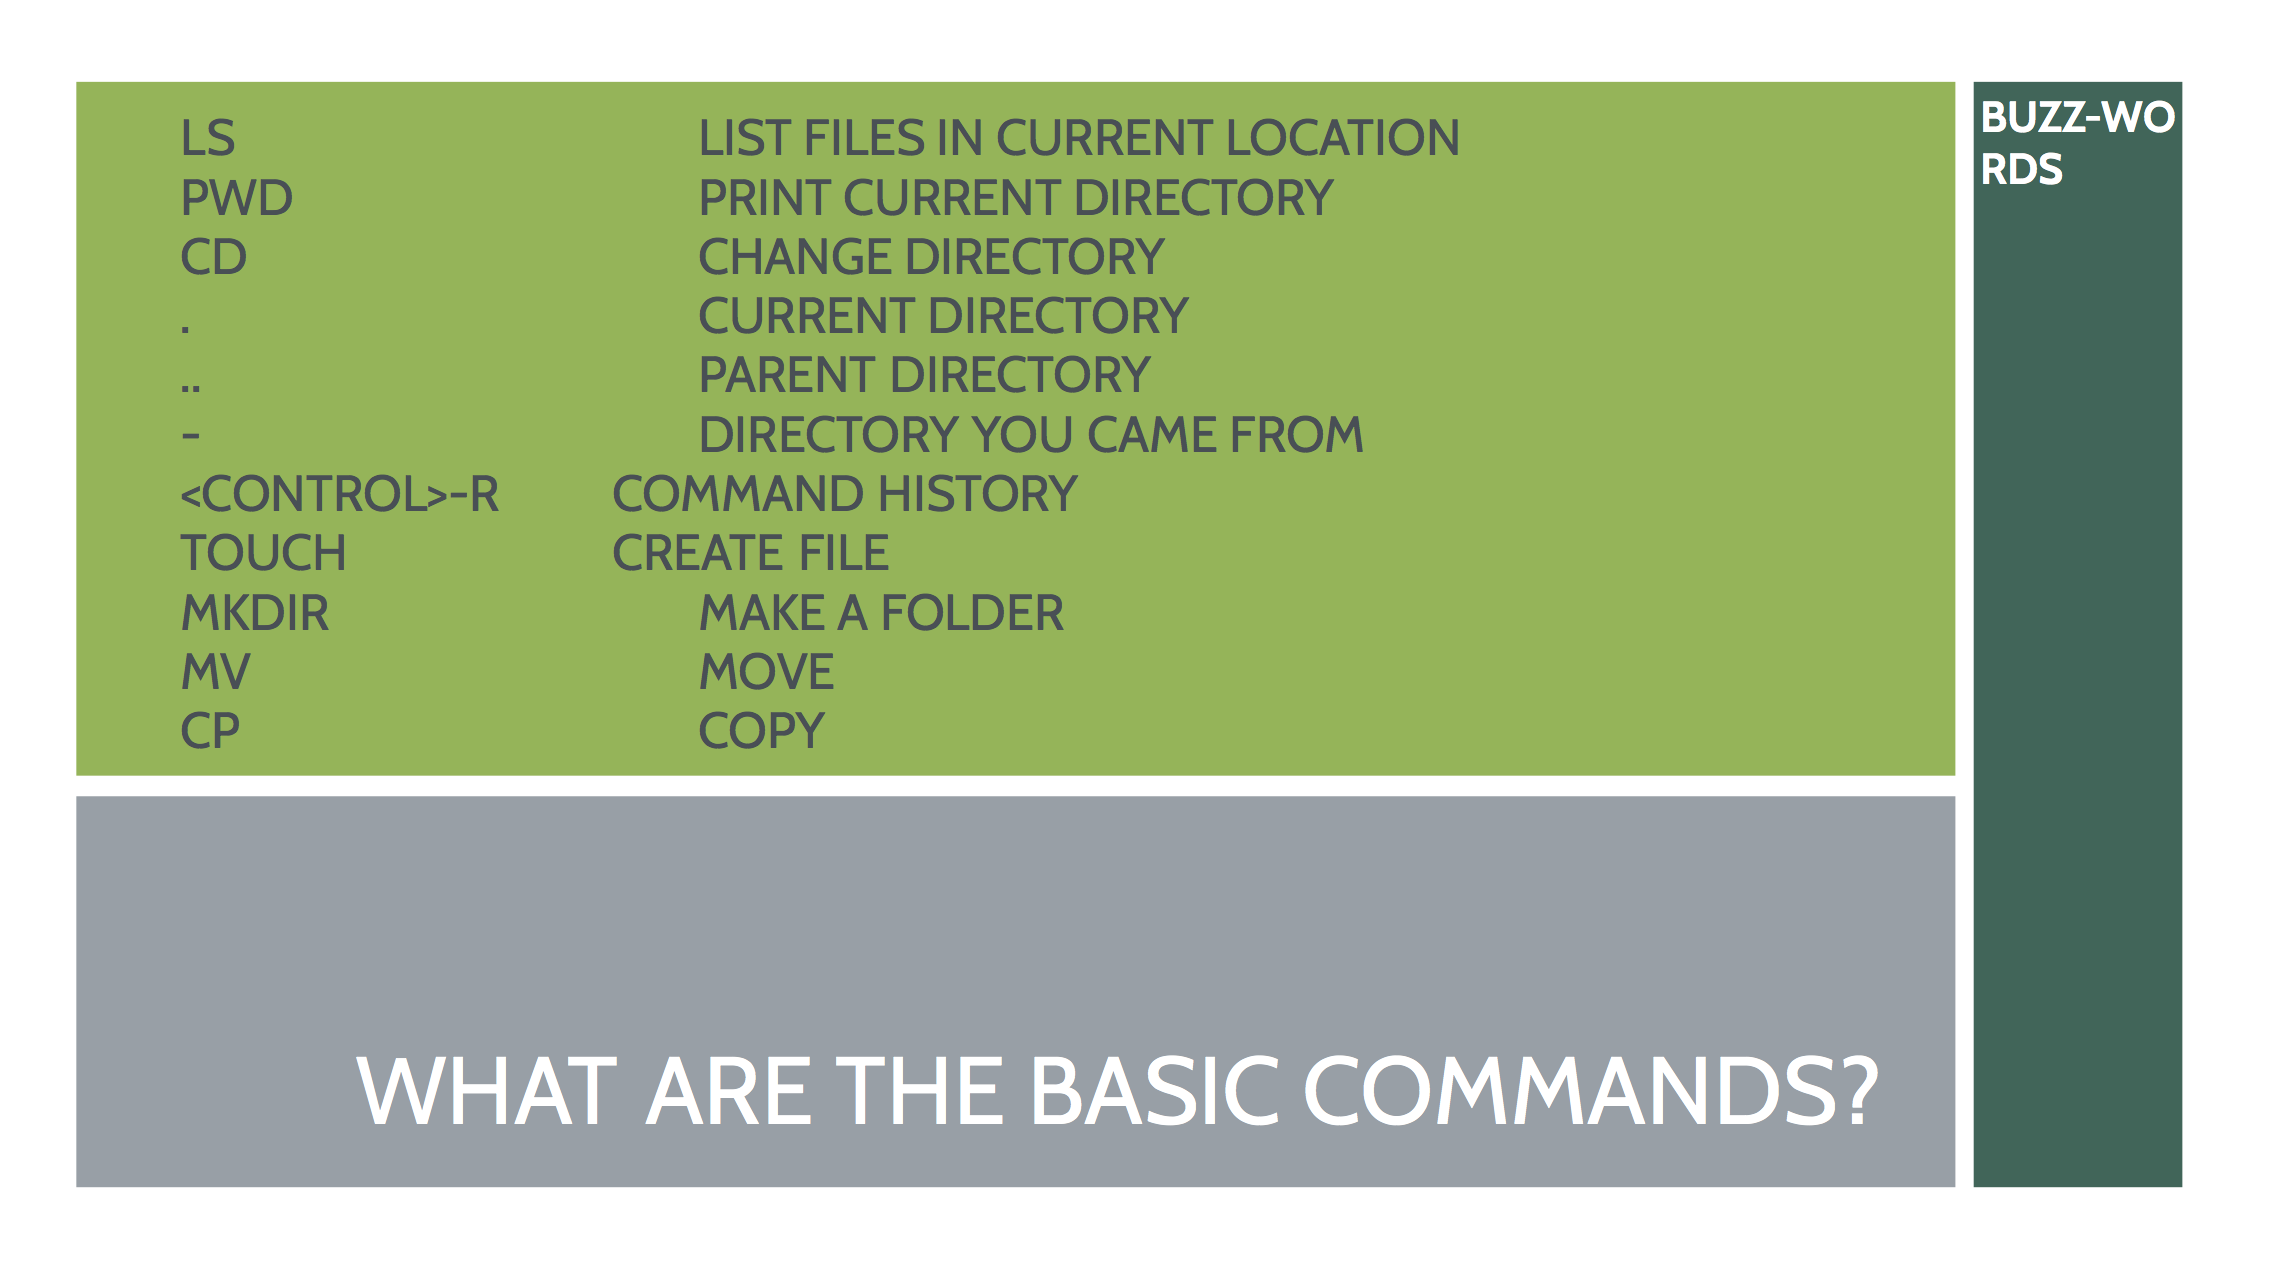 LS LIST FILES IN CURRENT LOCATION
PWD PRINT CURRENT DIRECTORY
CD CHANGE DIRECTORY
. CURRENT DIRECTORY
.. PARENT DIRECTORY
- DIRECTORY YOU CAME FROM
<CONTROL>-R COMMAND HISTORY
TOUCH CREATE FILE
MKDIR MAKE A FOLDER
MV MOVE
CP COPY
WHAT ARE THE BASIC COMMANDS?
BUZZ-WO
RDS